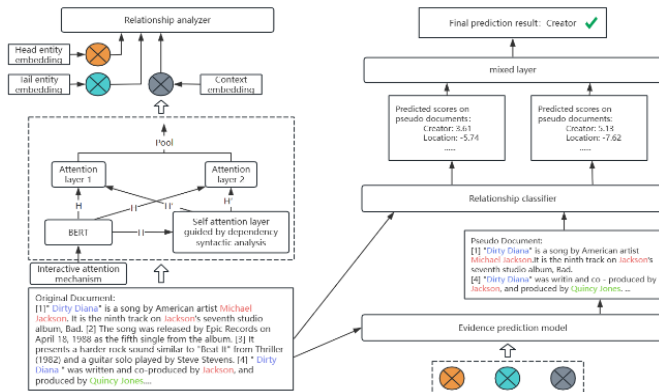 Relationship analyzer
Head entity
embedding
Tail entity
embedding
Context
embedding
Pool
Attention
layer 1
Attention
layer 2
H
H
H'
H'
BERT
H
Self attention layer
guided by dependency
syntactic analysis
Interactive attention
mechanism
Original Document:
[1]" Dirty Diana" is a song by American artist Michael
Jackson. It is the ninth track on Jackson's seventh studio
album, Bad. [2] The song was released by Epic Records on
April 18, 1988 as the fifth single from the album. [3] It
presents a harder rock sound similar to "Beat It" from Thriller
(1982) and a guitar solo played by Steve Stevens. [4] " Dirty
Diana " was written and co-produced by Jackson, and
produced by Quincy Jones....
Final prediction result: Creator
mixed layer
Predicted scores on
pseudo documents:
Creator: 3.61
Location: -5.74
.....
Predicted scores on
pseudo documents:
Creator: 5.13
Location: -7.62
.....
Relationship classifier
Pseudo Document:
[1] "Dirty Diana" is a song by American artist
Michael Jackson.It is the ninth track on Jackson's
seventh studio album, Bad.
[4] "Dirty Diana" was writin and co - produced by
Jackson, and produced by Quincy Jones. ...
Evidence prediction model